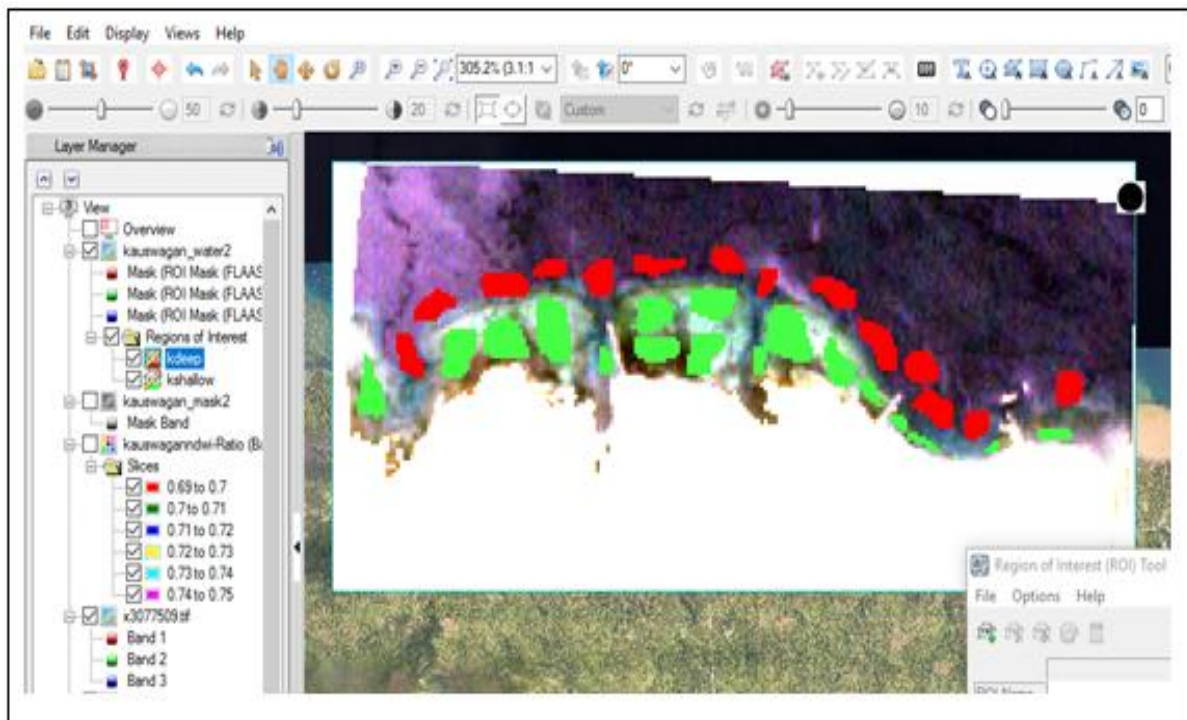 File Edit Display Views Help
305.2% (3.1:1 0°
50 20 Custom 10 0
Layer Manager
View
Overview
kauswagan_water2
Mask (ROI Mask (FLAAS
Mask (ROI Mask (FLAAS
Mask (ROI Mask (FLAAS
Regions of Interest
kdeep
kshallow
kauswagan_mask2
Mask Band
kauswaganndwi-Ratio (Ba
Slices
0.69 to 0.7
0.7 to 0.71
0.71 to 0.72
0.72 to 0.73
0.73 to 0.74
0.74 to 0.75
x3077509.tif
Band 1
Band 2
Band 3
Region of Interest (ROI) Tool
File Options Help
ROI Name